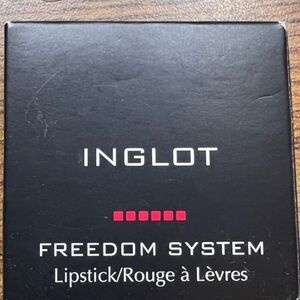 INGLOT
FREEDOM SYSTEM
Lipstick/Rouge à Lèvres